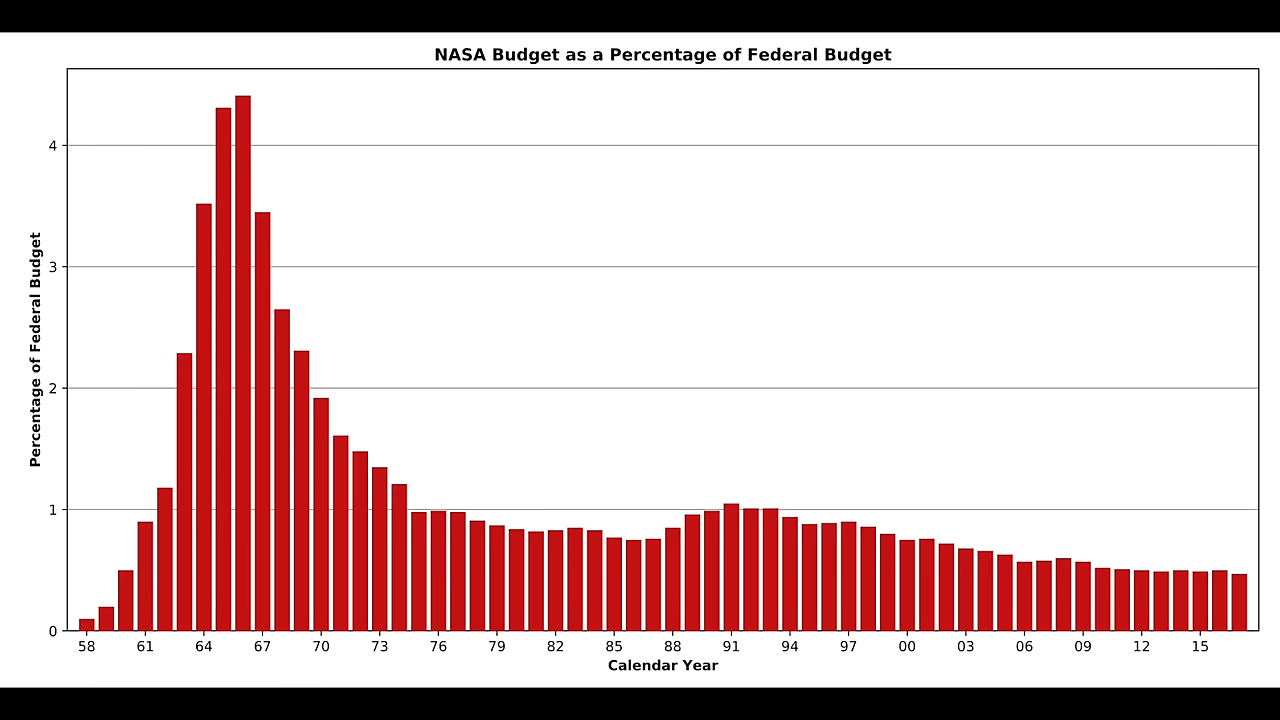 NASA Budget as a Percentage of Federal Budget
Percentage of Federal Budget
4
3
2
1
0
58 61 64 67 70 73 76 79 82 85 88 91 94 97 00 03 06 09 12 15
Calendar Year